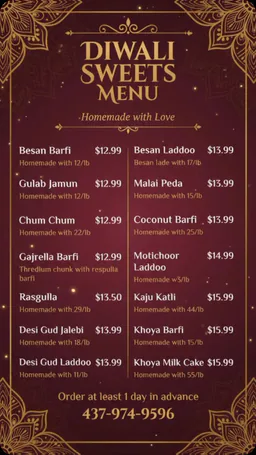 DIWALI
SWEETS
MENU
Homemade with Love
Besan Barfi $12.99
Homemade with 12/lb
Gulab Jamun $12.99
Homemade with 12/lb
Chum Chum $12.99
Homemade with 22/lb
Gajrella Barfi $12.99
Thredium chonk with respulla
barfi
Rasgulla $13.50
Homemade with 29/lb
Desi Gud Jalebi $13.99
Homemade with 18/lb
Desi Gud Laddoo $13.99
Homemade with 11/lb
Besan Laddoo $13.99
Besan lade with 17/lb
Malai Peda $13.99
Homemade with 15/lb
Coconut Barfi $13.99
Homemade with 25/lb
Motichoor $14.99
Laddoo
Homemade w3/lb
Kaju Katli $15.99
Homemade with 44/lb
Khoya Barfi $15.99
Homemade with 15/lb
Khoya Milk Cake $15.99
Homemade with 55/lb
Order at least 1 day in advance
437-974-9596